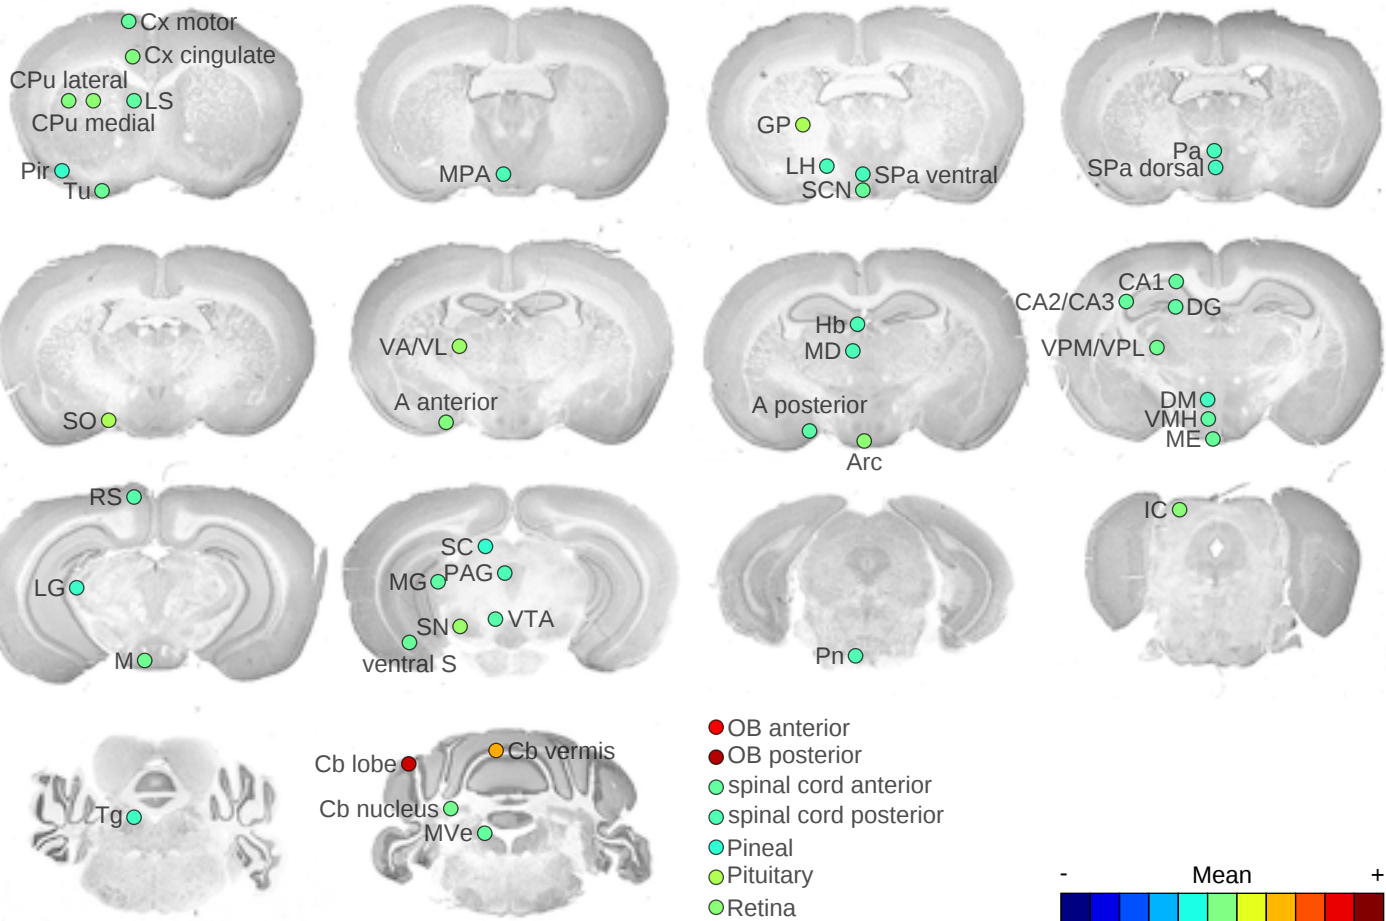 Cx motor
Cx cingulate
CPu lateral
LS
CPu medial
Pir
Tu
MPA
GP
LH
SPa ventral
SCN
Pa
SPa dorsal
SO
VA/VL
A anterior
Hb
MD
A posterior
Arc
CA1
CA2/CA3
DG
VPM/VPL
DM
VMH
ME
RS
LG
M
SC
MG
PAG
SN
VTA
ventral S
Pn
IC
Tg
Cb lobe
Cb vermis
Cb nucleus
MVe
OB anterior
OB posterior
spinal cord anterior
spinal cord posterior
Pineal
Pituitary
Retina
- Mean +